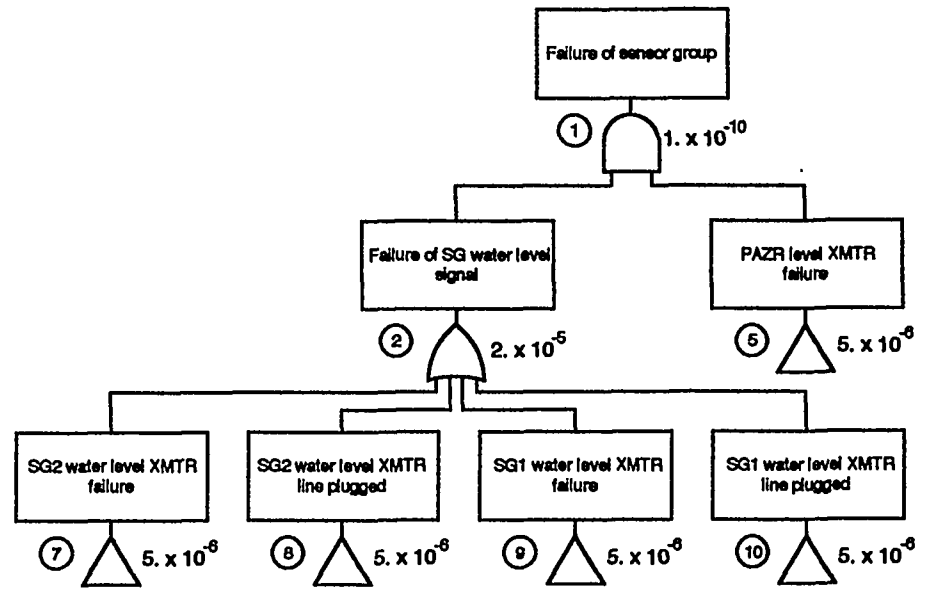 Failure of sensor group
1
1. x 10^-10
Failure of SG water level
signal
PAZR level XMTR
failure
2
2. x 10^-5
5
5. x 10^-6
SG2 water level XMTR
failure
SG2 water level XMTR
line plugged
SG1 water level XMTR
failure
SG1 water level XMTR
line plugged
7
5. x 10^-6
8
5. x 10^-6
9
5. x 10^-6
10
5. x 10^-6